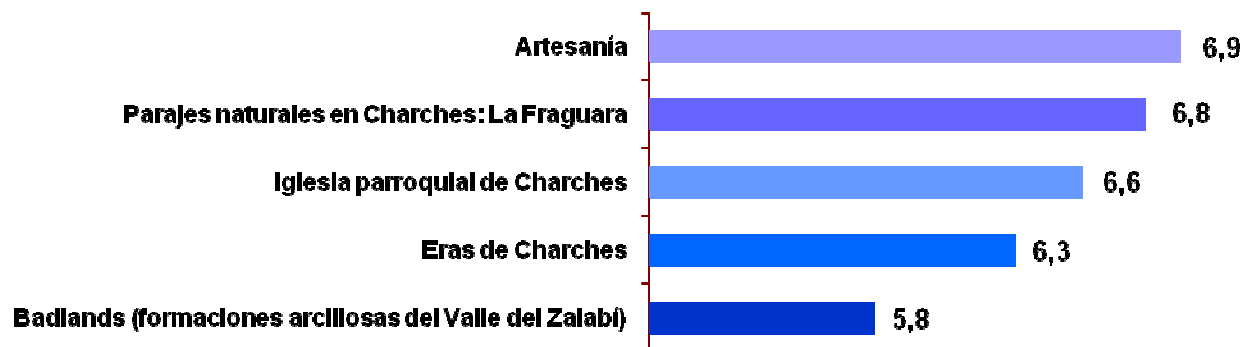 Artesanía 6,9
Parajes naturales en Charches: La Fraguara 6,8
Iglesia parroquial de Charches 6,6
Eras de Charches 6,3
Badlands (formaciones arcillosas del Valle del Zalabí) 5,8